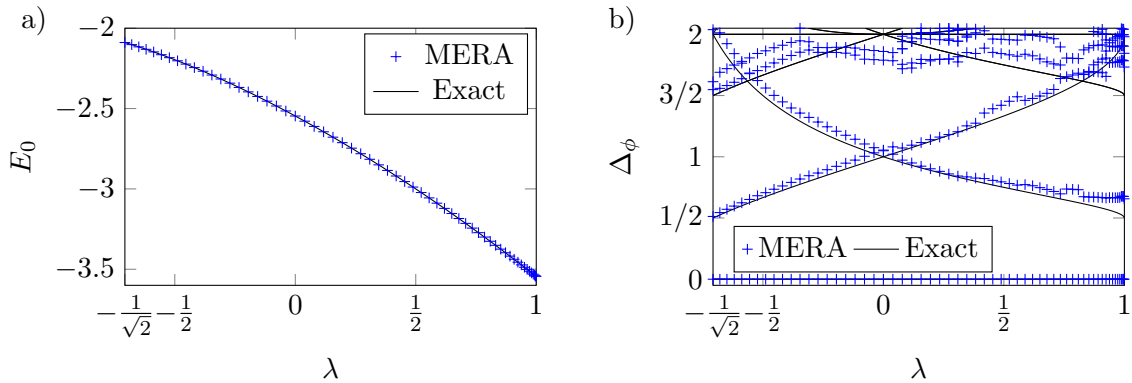 a)
−2
−2.5
−3
−3.5
E₀
MERA
Exact
−1/√2
−1/2
0
1/2
1
λ
b)
2
3/2
1
1/2
0
Δ_ϕ
MERA
Exact
−1/√2
−1/2
0
1/2
1
λ